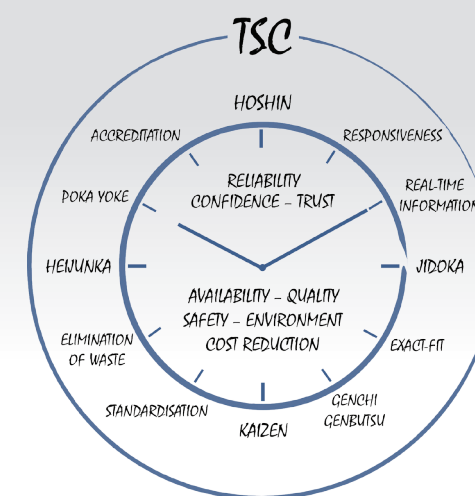 TSC
HOSHIN
ACCREDITATION
RESPONSIVENESS
POKA YOKE
RELIABILITY
CONFIDENCE – TRUST
REAL-TIME
INFORMATION
HEIJUNKA
JIDOKA
AVAILABILITY – QUALITY
SAFETY – ENVIRONMENT
COST REDUCTION
ELIMINATION
OF WASTE
EXACT-FIT
STANDARDISATION
GENCHI
GENBUTSU
KAIZEN